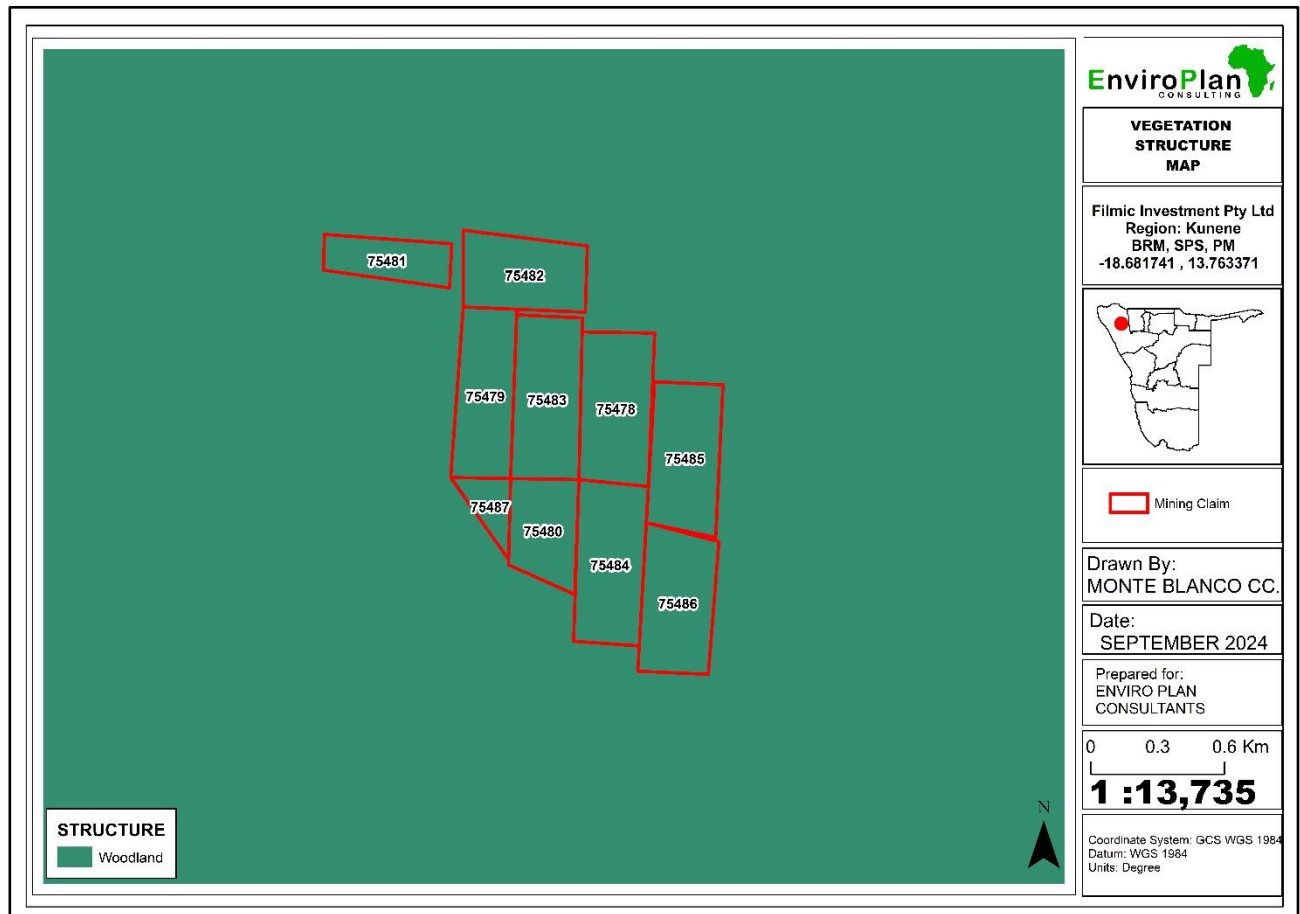 EnviroPlan
CONSULTING
VEGETATION
STRUCTURE
MAP
Filmic Investment Pty Ltd
Region: Kunene
BRM, SPS, PM
-18.681741 , 13.763371
Mining Claim
Drawn By:
MONTE BLANCO CC.
Date:
SEPTEMBER 2024
Prepared for:
ENVIRO PLAN
CONSULTANTS
0 0.3 0.6 Km
1 :13,735
Coordinate System: GCS WGS 1984
Datum: WGS 1984
Units: Degree
75481
75482
75479
75483
75478
75485
75487
75480
75484
75486
N
STRUCTURE
Woodland